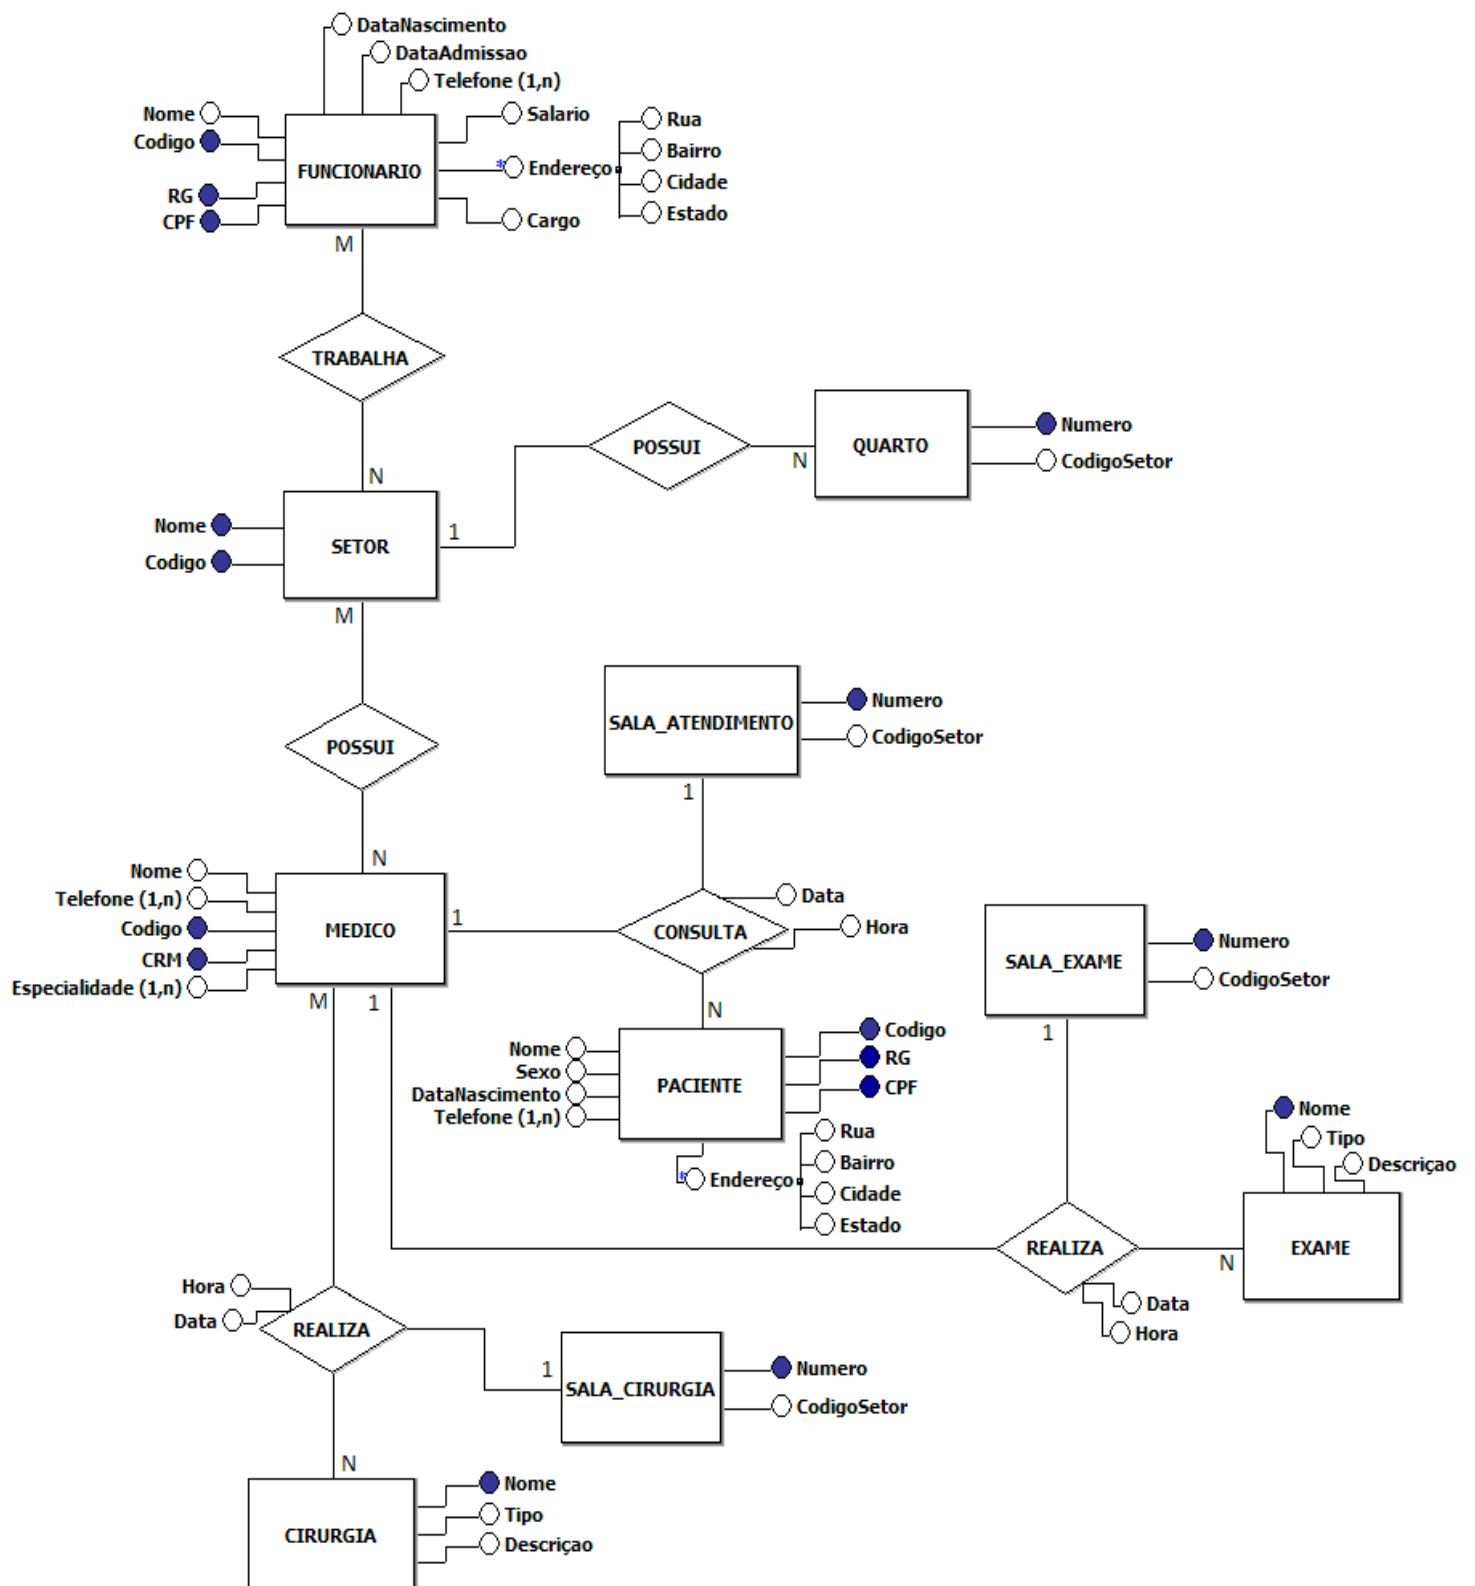 DataNascimento
DataAdmissao
Telefone (1,n)
Nome
Codigo
RG
CPF
FUNCIONARIO
Salario
* Endereço
Cargo
Rua
Bairro
Cidade
Estado
M
TRABALHA
N
Nome
Codigo
SETOR
1
M
POSSUI
N
QUARTO
Numero
CodigoSetor
POSSUI
N
SALA_ATENDIMENTO
Numero
CodigoSetor
1
Nome
Telefone (1,n)
Codigo
CRM
Especialidade (1,n)
MEDICO
1
M
1
CONSULTA
Data
Hora
N
SALA_EXAME
Numero
CodigoSetor
1
Nome
Sexo
DataNascimento
Telefone (1,n)
PACIENTE
Codigo
RG
CPF
* Endereço
Rua
Bairro
Cidade
Estado
Nome
Tipo
Descriçao
EXAME
REALIZA
N
Data
Hora
Hora
Data
REALIZA
1
SALA_CIRURGIA
Numero
CodigoSetor
N
CIRURGIA
Nome
Tipo
Descriçao